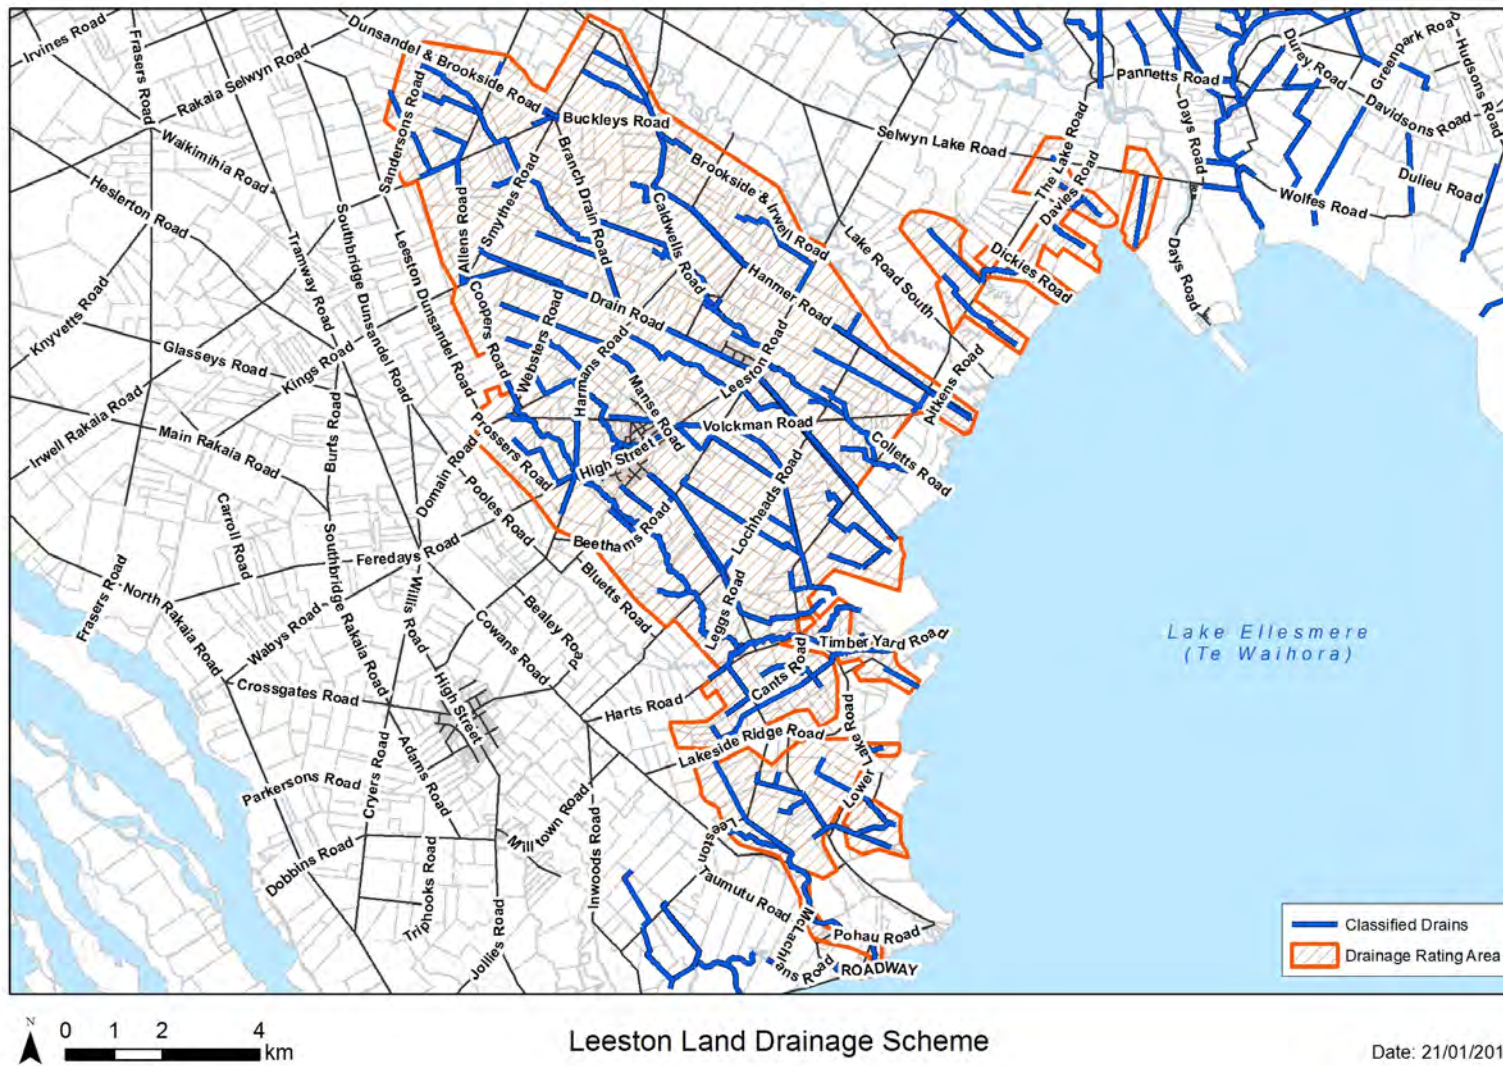 Irvines Road
Frasers Road
Rakaia Selwyn Road
Dunsandel & Brookside Road
Buckleys Road
Sandersons Road
Waikimihia Road
Heslerton Road
Tramway Road
Southbridge Dunsandel Road
Leeston Dunsandel Road
Allens Road
Smythes Road
Branch Drain Road
Caldwells Road
Brookside & Irwell Road
Selwyn Lake Road
Pannetts Road
The Lake Road
Days Road
Durey Road
Greenpark Road
Hudsons Road
Davidsons Road
Dulieu Road
Wolfes Road
Davies Road
Dickies Road
Days Road
Lake Road South
Hanmer Road
Drain Road
Coopers Road
Websters Road
Harmans Road
Manse Road
Leeston Road
Aitkens Road
Knyvetts Road
Glasseys Road
Kings Road
Irwell Rakaia Road
Main Rakaia Road
Burts Road
Domain Road
Prossers Road
High Street
Volckman Road
Colletts Road
Lochheads Road
Pooles Road
Carroll Road
Feredays Road
Beethams Road
Bluetts Road
Leggs Road
Frasers Road
North Rakaia Road
Wabys Road
Southbridge Rakaia Road
Willis Road
Cowans Road
Bealey Road
Timber Yard Road
Cants Road
Lake Ellesmere
(Te Waihora)
Crossgates Road
High Street
Harts Road
Lakeside Ridge Road
Lower Lake Road
Adams Road
Cryers Road
Parkersons Road
Dobbins Road
Milltown Road
Inwoods Road
Leeston
Taumutu Road
Triphooks Road
Jollies Road
Pohau Road
ROADWAY
Classified Drains
Drainage Rating Area
N
0 1 2 4
km
Leeston Land Drainage Scheme
Date: 21/01/201